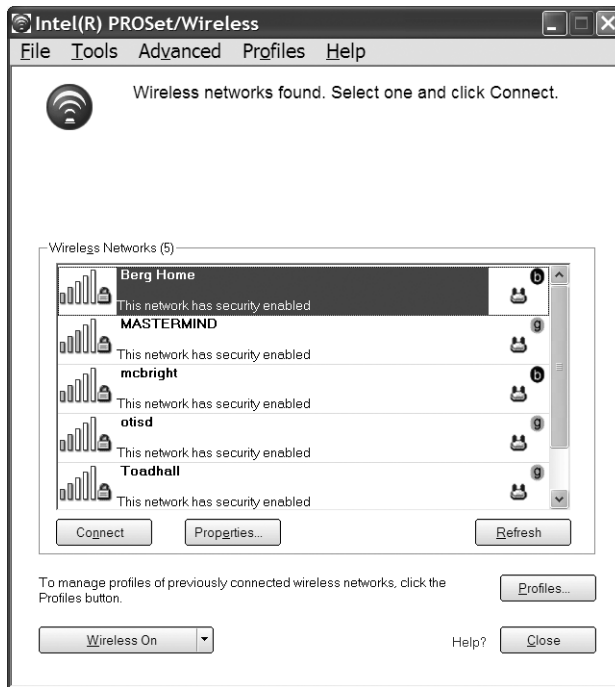 Intel(R) PROSet/Wireless
File Tools Advanced Profiles Help
Wireless networks found. Select one and click Connect.
Wireless Networks (5)
Berg Home
b
This network has security enabled
MASTERMIND
g
This network has security enabled
mcbright
b
This network has security enabled
otisd
g
This network has security enabled
Toadhall
g
This network has security enabled
Connect Properties... Refresh
To manage profiles of previously connected wireless networks, click the
Profiles button.
Profiles...
Wireless On Help? Close